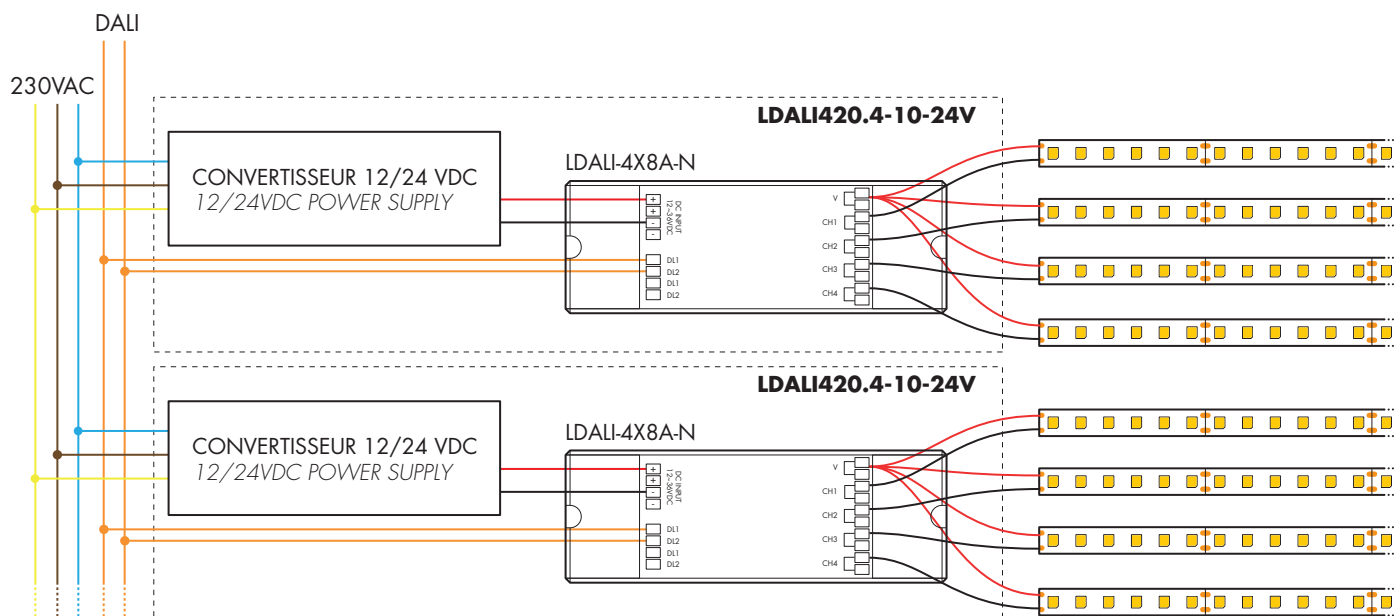 DALI
230VAC
LDALI420.4-10-24V
CONVERTISSEUR 12/24 VDC
12/24VDC POWER SUPPLY
LDALI-4X8A-N
+
+
-
-
DC INPUT
12~36VDC
DL1
DL2
DL1
DL2
V
CH1
CH2
CH3
CH4
LDALI420.4-10-24V
CONVERTISSEUR 12/24 VDC
12/24VDC POWER SUPPLY
LDALI-4X8A-N
+
+
-
-
DC INPUT
12~36VDC
DL1
DL2
DL1
DL2
V
CH1
CH2
CH3
CH4